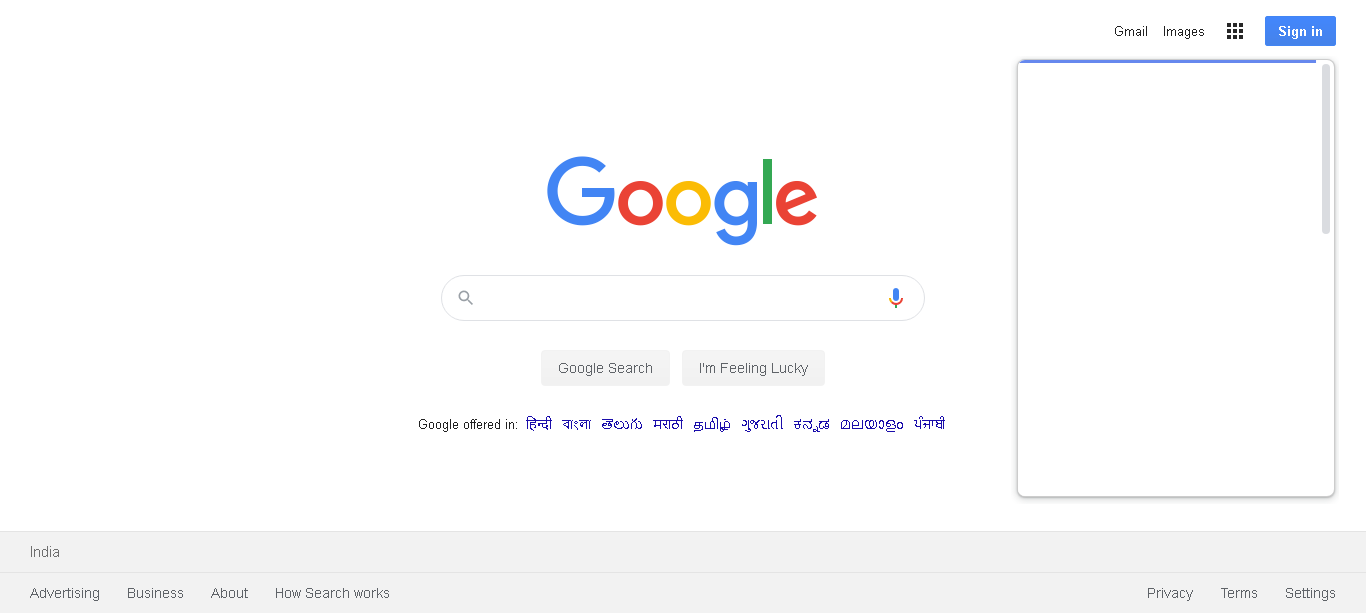 Gmail Images Sign in
Google
Google Search I'm Feeling Lucky
Google offered in: हिन्दी বাংলা తెలుగు मराठी தமிழ் ગુજરાતી ಕನ್ನಡ മലയാളം ਪੰਜਾਬੀ
India
Advertising Business About How Search works Privacy Terms Settings